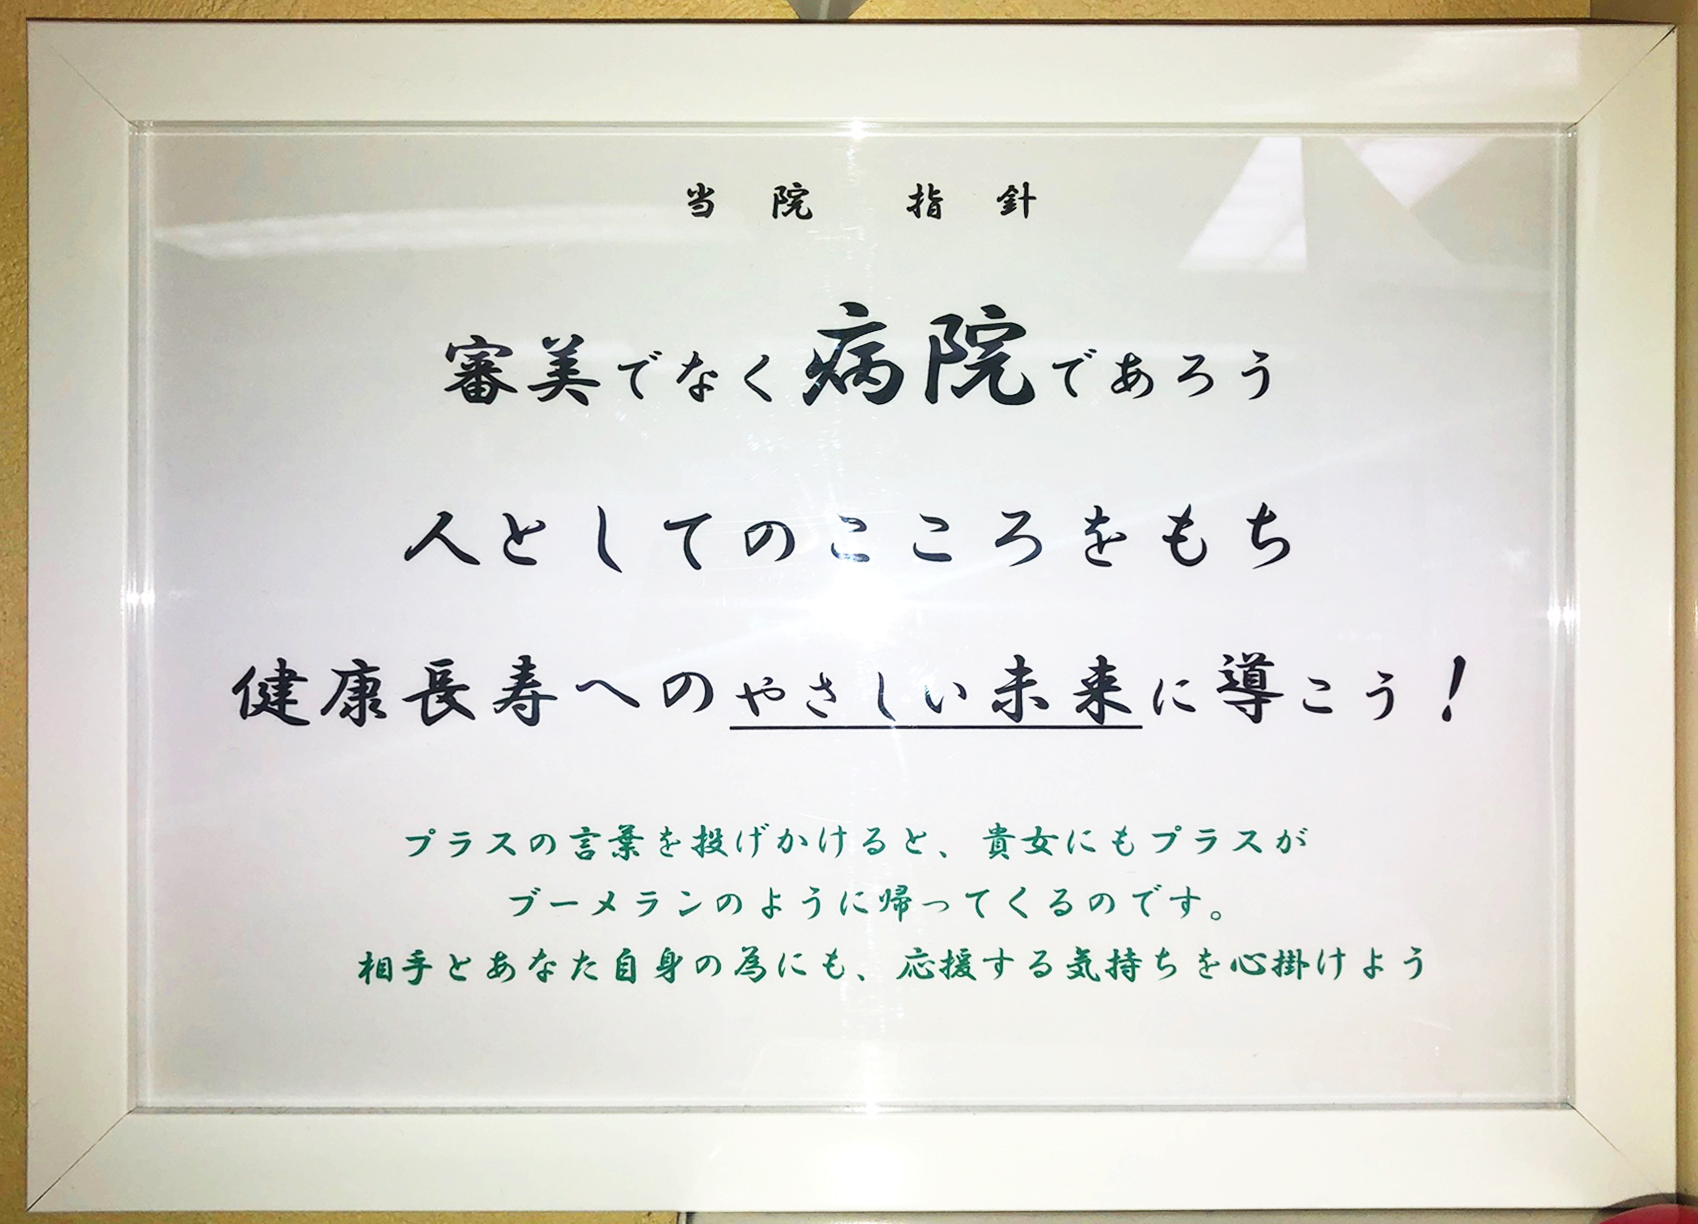 当院　指針
審美でなく病院であろう
人としてのこころをもち
健康長寿へのやさしい未来に導こう！
プラスの言葉を投げかけると、貴女にもプラスが
ブーメランのように帰ってくるのです。
相手とあなた自身の為にも、応援する気持ちを心掛けよう